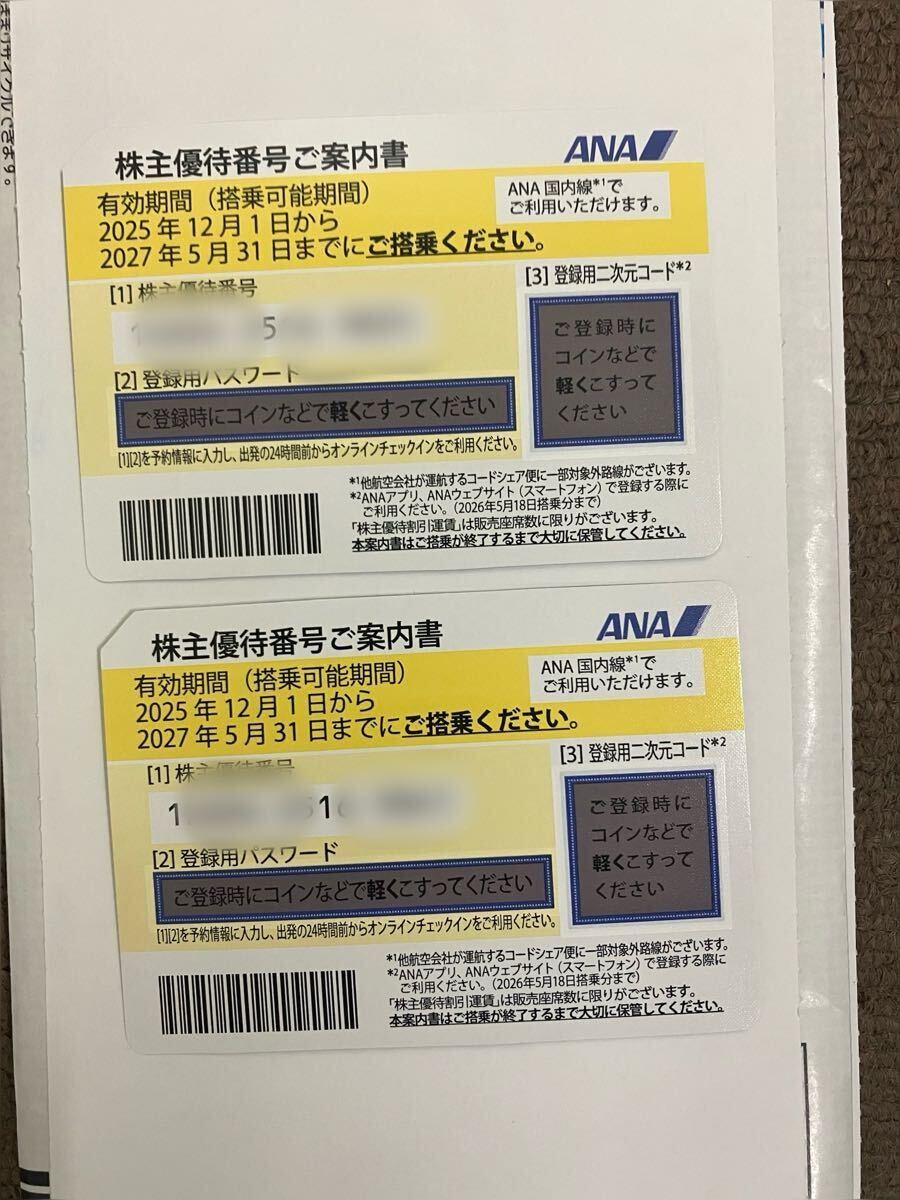 まサイクルできます。
株主優待番号ご案内書
ANA
有効期間（搭乗可能期間）
2025年12月1日から
2027年5月31日までにご搭乗ください。
ANA国内線*1で
ご利用いただけます。
[1] 株主優待番号
5
[2] 登録用パスワード
ご登録時にコインなどで軽くこすってください
[1][2]を予約情報に入力し、出発の24時間前からオンラインチェックインをご利用ください。
[3] 登録用二次元コード*2
ご登録時に
コインなどで
軽くこすって
ください
*1他航空会社が運航するコードシェア便に一部対象外路線がございます。
*2ANAアプリ、ANAウェブサイト（スマートフォン）で登録する際に
ご利用ください。（2026年5月18日搭乗分まで）
「株主優待割引運賃」は販売座席数に限りがございます。
本案内書はご搭乗が終了するまで大切に保管してください。
株主優待番号ご案内書
ANA
有効期間（搭乗可能期間）
2025年12月1日から
2027年5月31日までにご搭乗ください。
ANA国内線*1で
ご利用いただけます。
[1] 株主優待番号
1 51
[2] 登録用パスワード
ご登録時にコインなどで軽くこすってください
[1][2]を予約情報に入力し、出発の24時間前からオンラインチェックインをご利用ください。
[3] 登録用二次元コード*2
ご登録時に
コインなどで
軽くこすって
ください
*1他航空会社が運航するコードシェア便に一部対象外路線がございます。
*2ANAアプリ、ANAウェブサイト（スマートフォン）で登録する際に
ご利用ください。（2026年5月18日搭乗分まで）
「株主優待割引運賃」は販売座席数に限りがございます。
本案内書はご搭乗が終了するまで大切に保管してください。